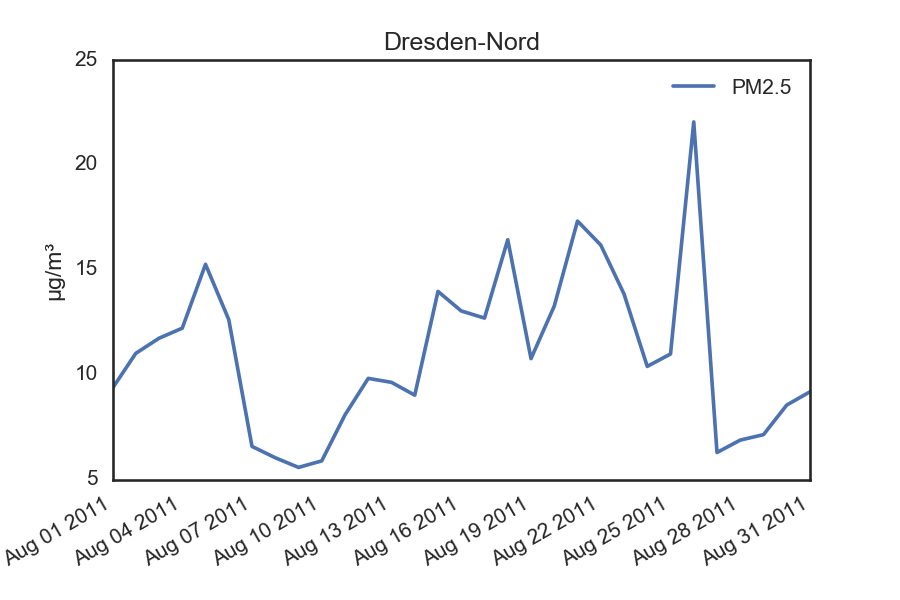 Dresden-Nord
25
20
15
10
5
µg/m³
PM2.5
Aug 01 2011
Aug 04 2011
Aug 07 2011
Aug 10 2011
Aug 13 2011
Aug 16 2011
Aug 19 2011
Aug 22 2011
Aug 25 2011
Aug 28 2011
Aug 31 2011